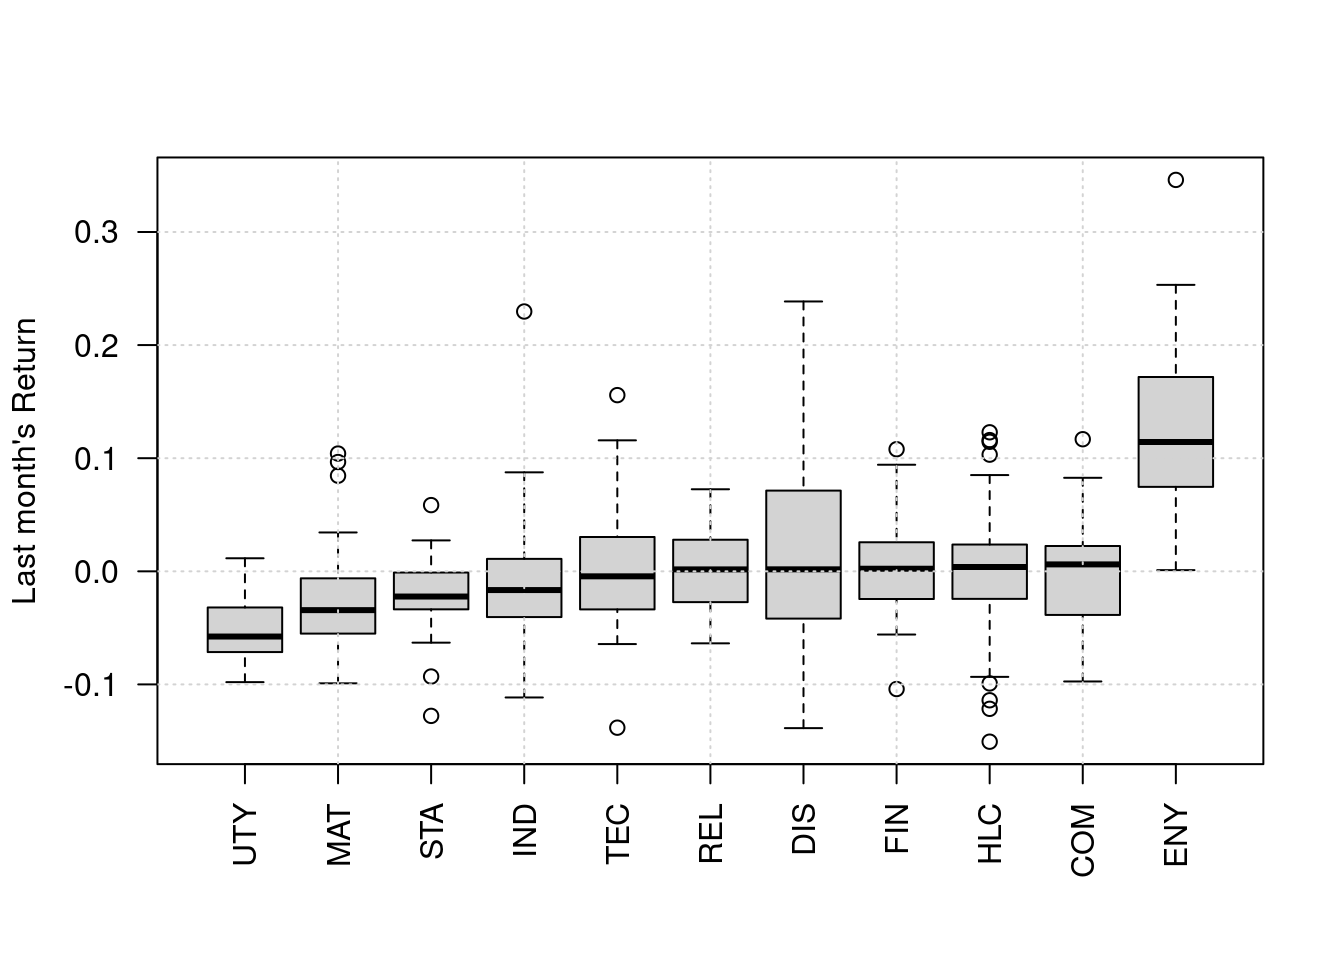 Last month's Return
0.3
0.2
0.1
0.0
-0.1
UTY
MAT
STA
IND
TEC
REL
DIS
FIN
HLC
COM
ENY